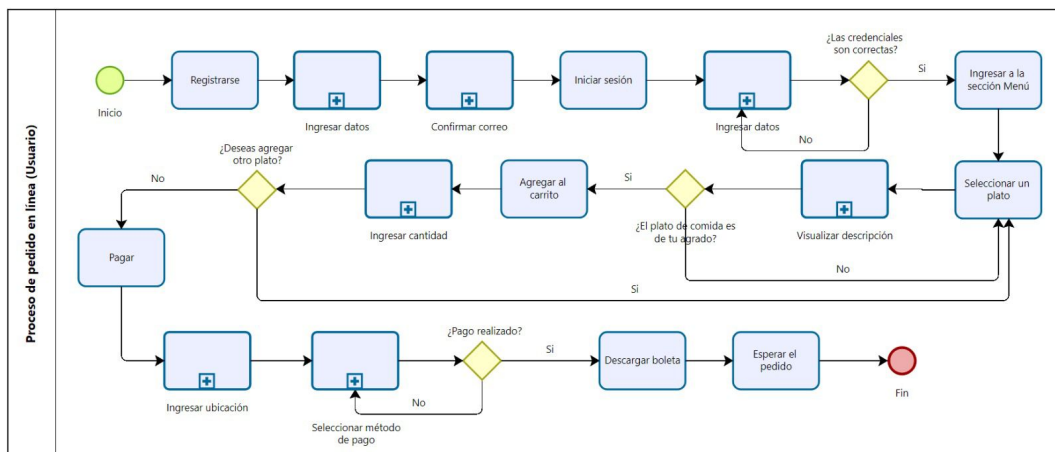 Proceso de pedido en línea (Usuario)
Inicio
Registrarse
Ingresar datos
Confirmar correo
Iniciar sesión
Ingresar datos
¿Las credenciales
son correctas?
Si
No
Ingresar a la
sección Menú
Seleccionar un
plato
Visualizar descripción
¿El plato de comida es
de tu agrado?
No
Si
Agregar al
carrito
Ingresar cantidad
¿Deseas agregar
otro plato?
Si
No
Pagar
Ingresar ubicación
Seleccionar método
de pago
¿Pago realizado?
No
Si
Descargar boleta
Esperar el
pedido
Fin